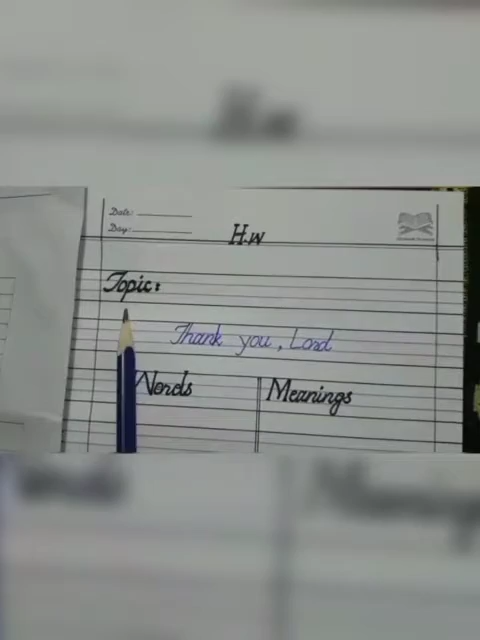 Date:
Day:
H.W
Topic:
Thank you, Lord
Words Meanings